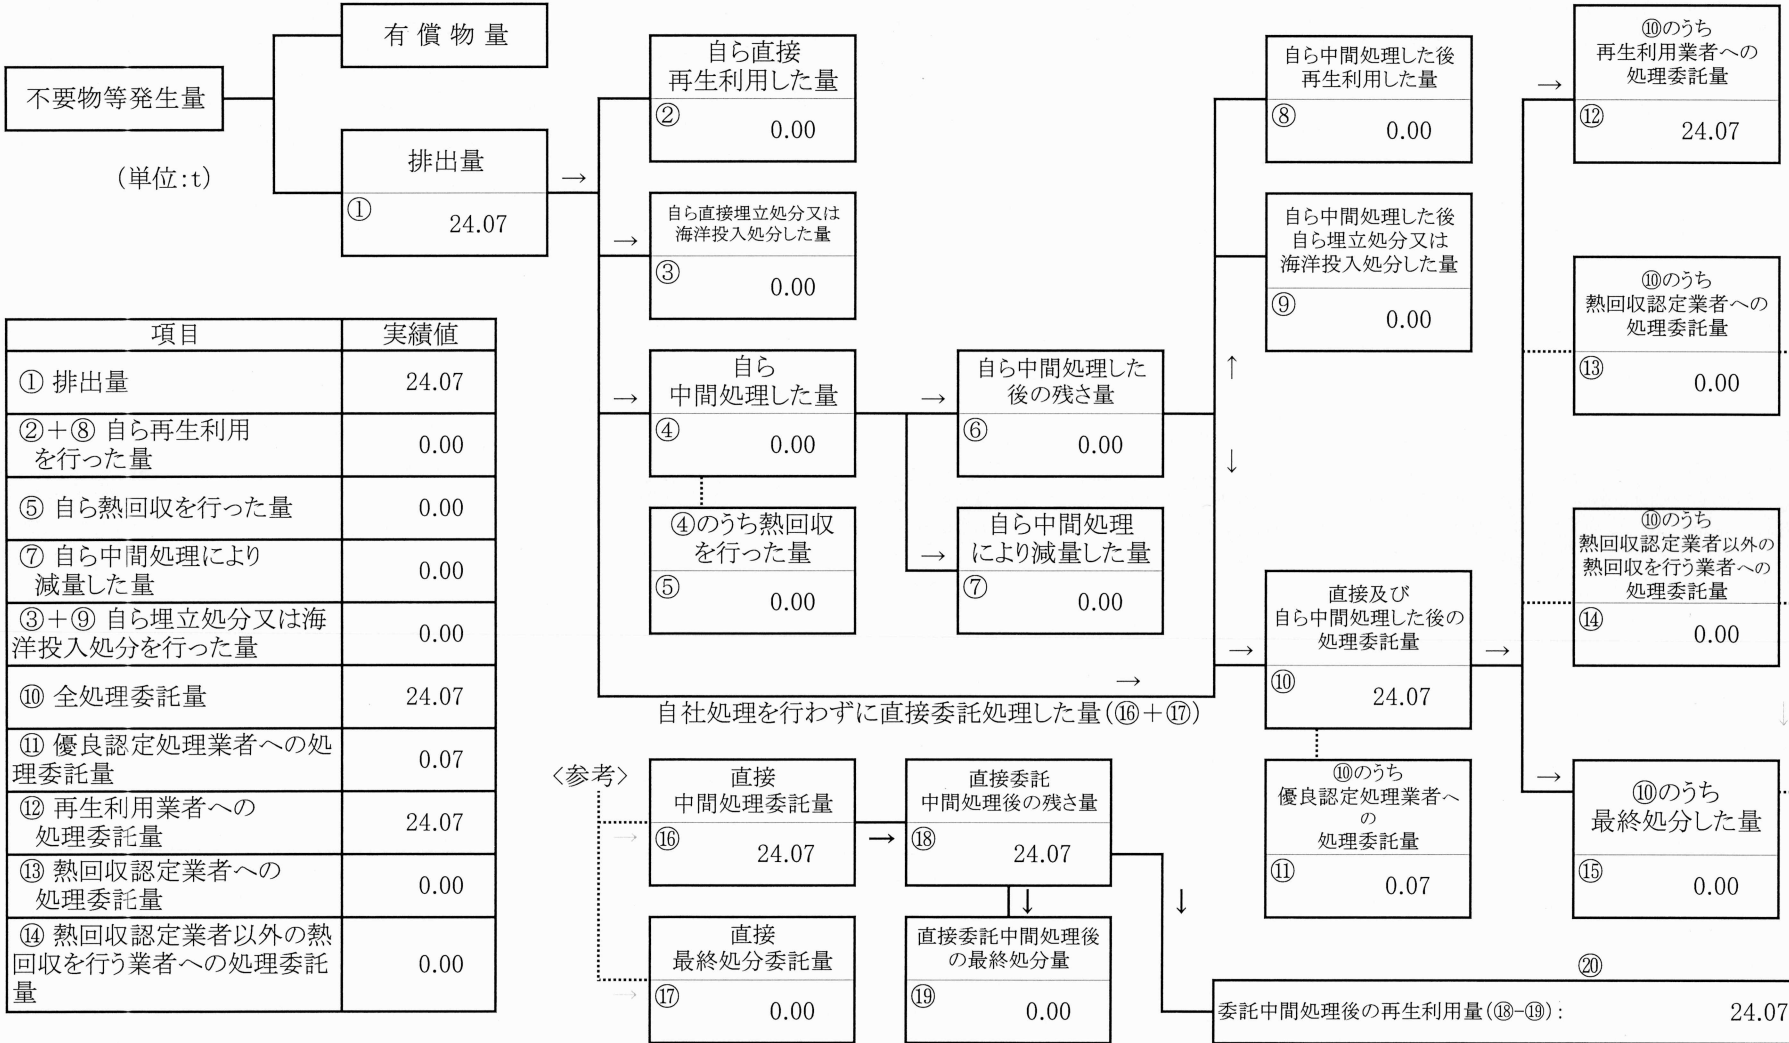 不要物等発生量
(単位:t)
有償物量
排出量
①
24.07
→
自ら直接
再生利用した量
②
0.00
→
自ら直接埋立処分又は
海洋投入処分した量
③
0.00
→
自ら
中間処理した量
④
0.00
④のうち熱回収
を行った量
⑤
0.00
→
自ら中間処理した
後の残さ量
⑥
0.00
→
自ら中間処理
により減量した量
⑦
0.00
↑
↓
自ら中間処理した後
再生利用した量
⑧
0.00
自ら中間処理した後
自ら埋立処分又は
海洋投入処分した量
⑨
0.00
→
自社処理を行わずに直接委託処理した量(⑯+⑰)
→
直接及び
自ら中間処理した後の
処理委託量
⑩
24.07
⑩のうち
優良認定処理業者へ
の
処理委託量
⑪
0.07
→
→
⑩のうち
再生利用業者への
処理委託量
⑫
24.07
⑩のうち
熱回収認定業者への
処理委託量
⑬
0.00
⑩のうち
熱回収認定業者以外の
熱回収を行う業者への
処理委託量
⑭
0.00
↓
→
⑩のうち
最終処分した量
⑮
0.00
項目 実績値
① 排出量 24.07
②+⑧ 自ら再生利用
を行った量 0.00
⑤ 自ら熱回収を行った量 0.00
⑦ 自ら中間処理により
減量した量 0.00
③+⑨ 自ら埋立処分又は海
洋投入処分を行った量 0.00
⑩ 全処理委託量 24.07
⑪ 優良認定処理業者への処
理委託量 0.07
⑫ 再生利用業者への
処理委託量 24.07
⑬ 熱回収認定業者への
処理委託量 0.00
⑭ 熱回収認定業者以外の熱
回収を行う業者への処理委託
量 0.00
〈参考〉
→
直接
中間処理委託量
⑯
24.07
→
直接委託
中間処理後の残さ量
⑱
24.07
↓
↓
→
直接
最終処分委託量
⑰
0.00
直接委託中間処理後
の最終処分量
⑲
0.00
⑳
委託中間処理後の再生利用量(⑱-⑲): 24.07